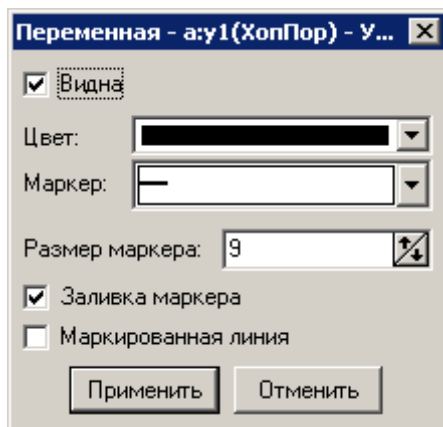 Переменная - a:y1(ХопПор) - У...
Видна
Цвет:
Маркер:
Размер маркера: 9
Заливка маркера
Маркированная линия
Применить Отменить